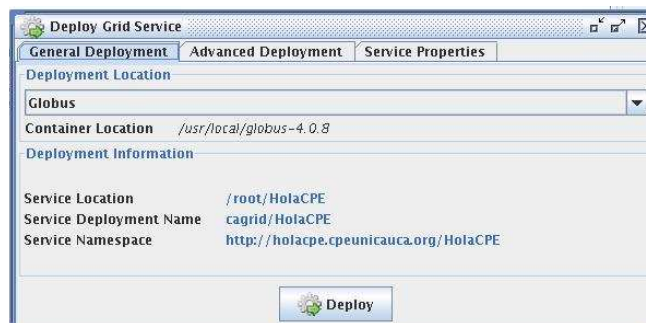 Deploy Grid Service
General Deployment Advanced Deployment Service Properties
Deployment Location
Globus
Container Location /usr/local/globus-4.0.8
Deployment Information
Service Location /root/HolaCPE
Service Deployment Name cagrid/HolaCPE
Service Namespace http://holacpe.cpeunicauca.org/HolaCPE
Deploy